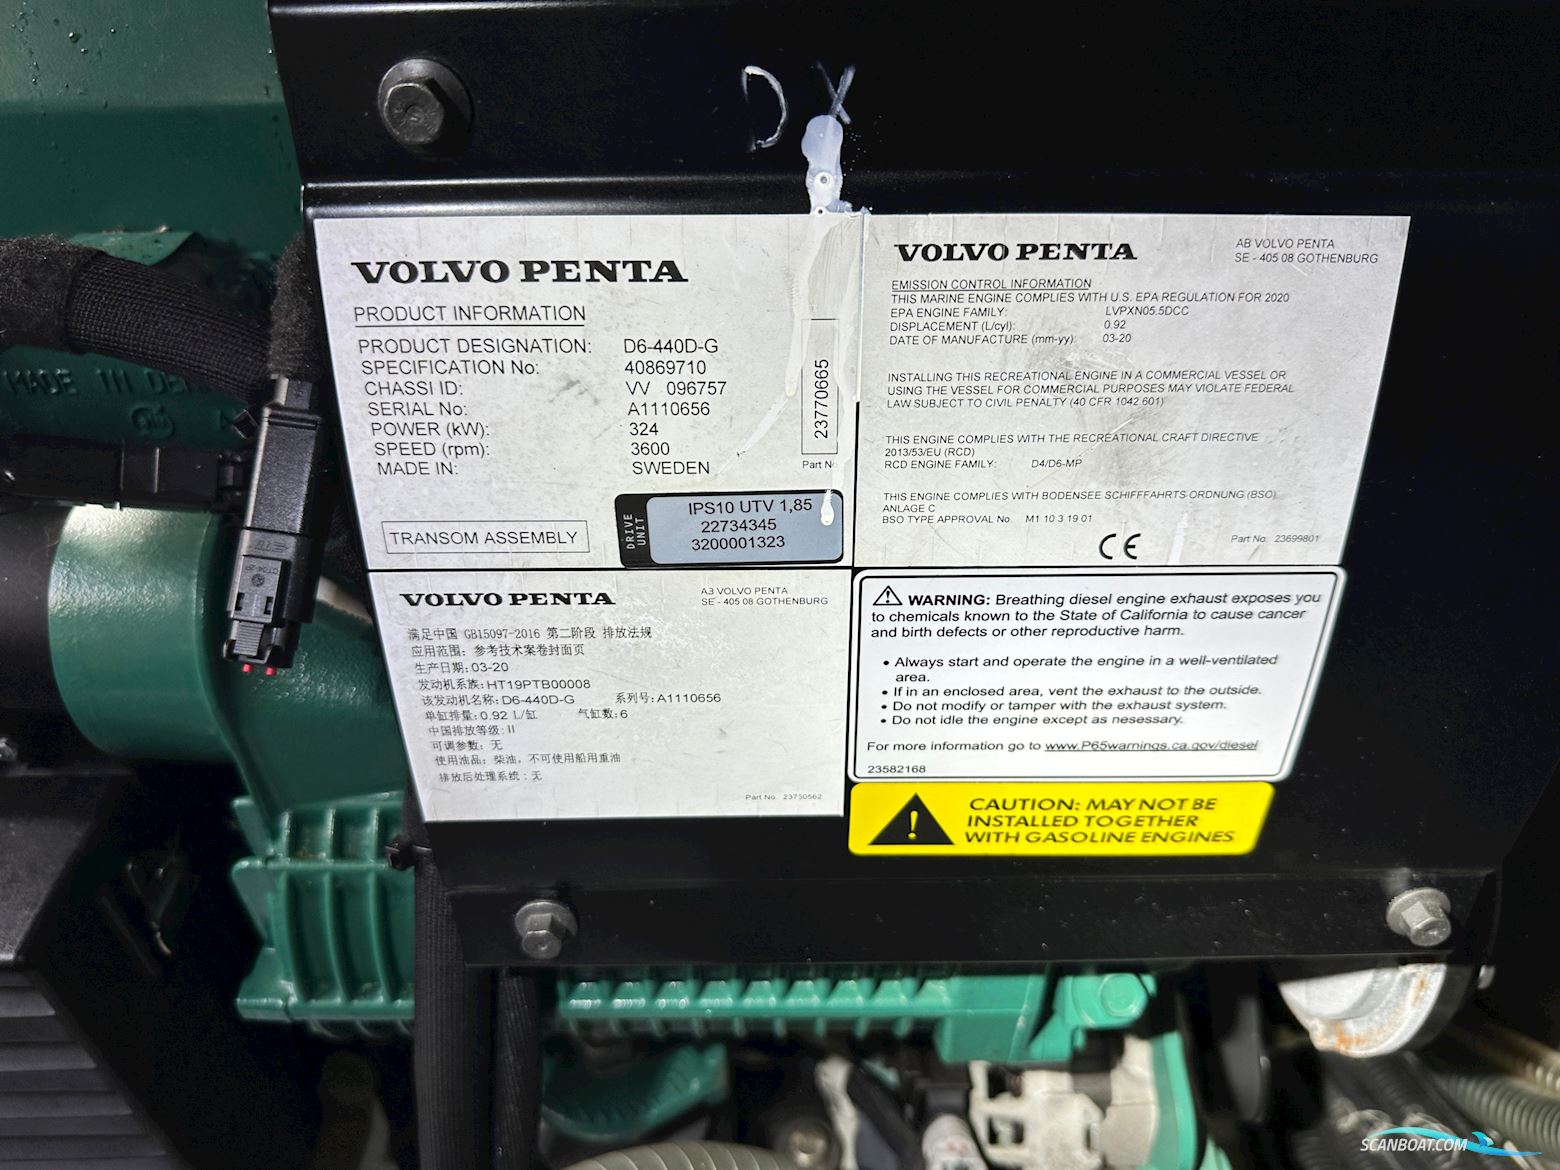 D X
VOLVO PENTA
PRODUCT INFORMATION
PRODUCT DESIGNATION: D6-440D-G
SPECIFICATION No: 40869710
CHASSI ID: VV 096757
SERIAL No: A1110656
POWER (kW): 324
SPEED (rpm): 3600
MADE IN: SWEDEN
23770665
Part No
TRANSOM ASSEMBLY
DRIVE UNIT
IPS10 UTV 1,85
22734345
3200001323
VOLVO PENTA
AB VOLVO PENTA
SE - 405 08 GOTHENBURG
EMISSION CONTROL INFORMATION
THIS MARINE ENGINE COMPLIES WITH U.S. EPA REGULATION FOR 2020
EPA ENGINE FAMILY: LVPXN05.5DCC
DISPLACEMENT (L/cyl): 0.92
DATE OF MANUFACTURE (mm-yy): 03-20
INSTALLING THIS RECREATIONAL ENGINE IN A COMMERCIAL VESSEL OR
USING THE VESSEL FOR COMMERCIAL PURPOSES MAY VIOLATE FEDERAL
LAW SUBJECT TO CIVIL PENALTY (40 CFR 1042.601)
THIS ENGINE COMPLIES WITH THE RECREATIONAL CRAFT DIRECTIVE
2013/53/EU (RCD)
RCD ENGINE FAMILY: D4/D6-MP
THIS ENGINE COMPLIES WITH BODENSEE SCHIFFFAHRTS ORDNUNG (BSO)
ANLAGE C
BSO TYPE APPROVAL No M1 10 3 19 01
CE
Part No. 23699801
VOLVO PENTA
AB VOLVO PENTA
SE - 405 08 GOTHENBURG
满足中国 GB15097-2016 第二阶段 排放法规
应用范围: 参考技术案卷封面页
生产日期: 03-20
发动机系族: HT19PTB00008
该发动机名称: D6-440D-G 系列号: A1110656
单缸排量: 0.92 L/缸 气缸数: 6
中国排放等级: II
可调参数: 无
使用油品: 柴油, 不可使用船用重油
排放后处理系统: 无
Part No. 23750562
WARNING: Breathing diesel engine exhaust exposes you
to chemicals known to the State of California to cause cancer
and birth defects or other reproductive harm.
• Always start and operate the engine in a well-ventilated
area.
• If in an enclosed area, vent the exhaust to the outside.
• Do not modify or tamper with the exhaust system.
• Do not idle the engine except as nesessary.
For more information go to www.P65warnings.ca.gov/diesel
23582168
CAUTION: MAY NOT BE
INSTALLED TOGETHER
WITH GASOLINE ENGINES
MADE IN
SCANBOAT.COM